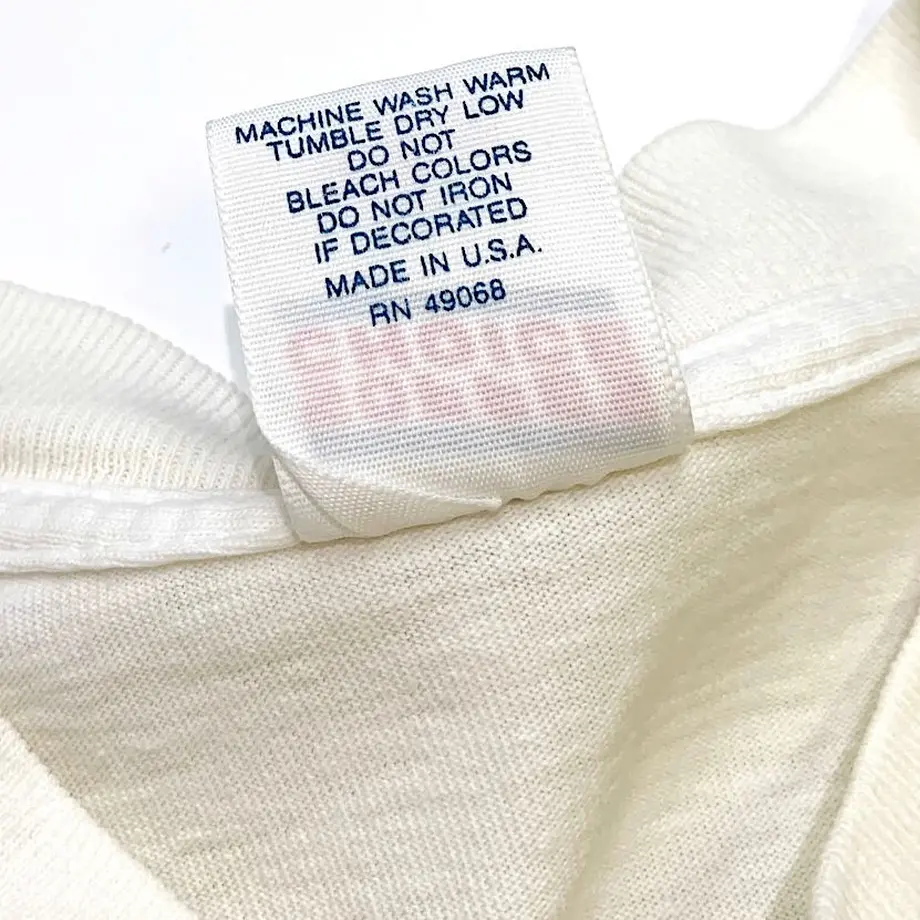 MACHINE WASH WARM
TUMBLE DRY LOW
DO NOT
BLEACH COLORS
DO NOT IRON
IF DECORATED
MADE IN U.S.A.
RN 49068